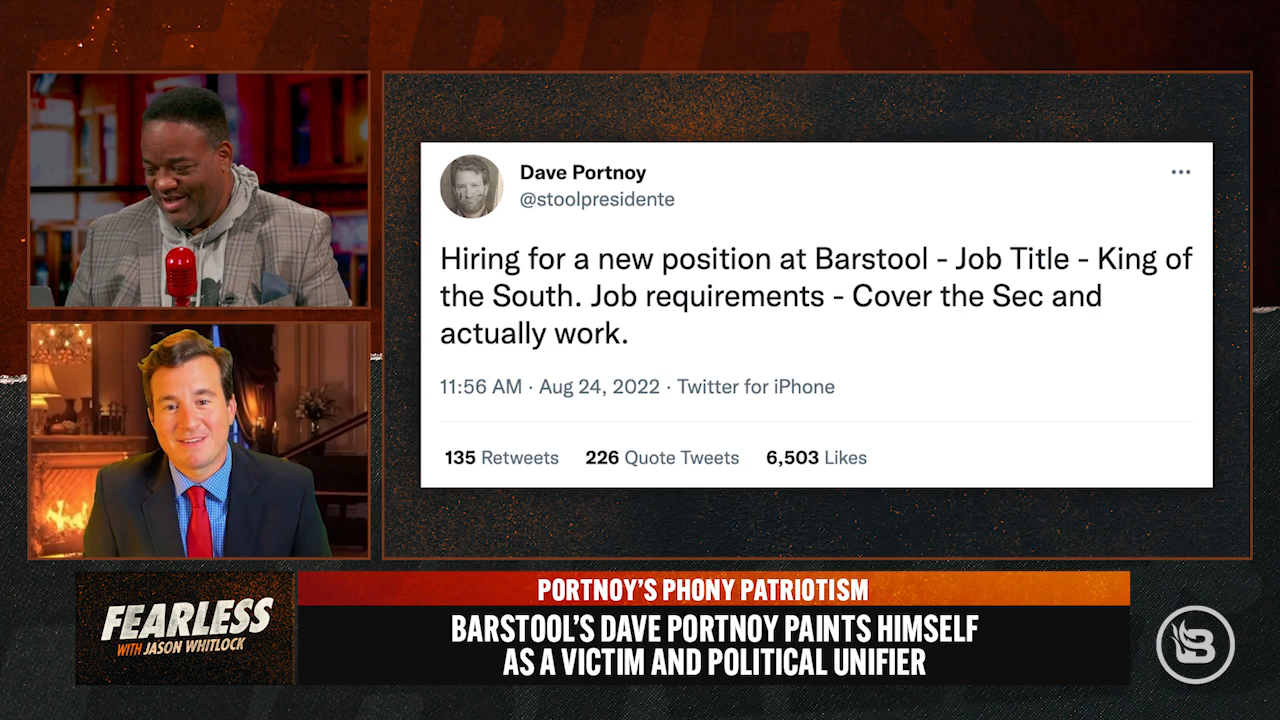 FEARLESS
Dave Portnoy
@stoolpresidente
Hiring for a new position at Barstool - Job Title - King of
the South. Job requirements - Cover the Sec and
actually work.
11:56 AM · Aug 24, 2022 · Twitter for iPhone
135 Retweets 226 Quote Tweets 6,503 Likes
PORTNOY'S PHONY PATRIOTISM
FEARLESS
WITH JASON WHITLOCK
BARSTOOL'S DAVE PORTNOY PAINTS HIMSELF
AS A VICTIM AND POLITICAL UNIFIER
B